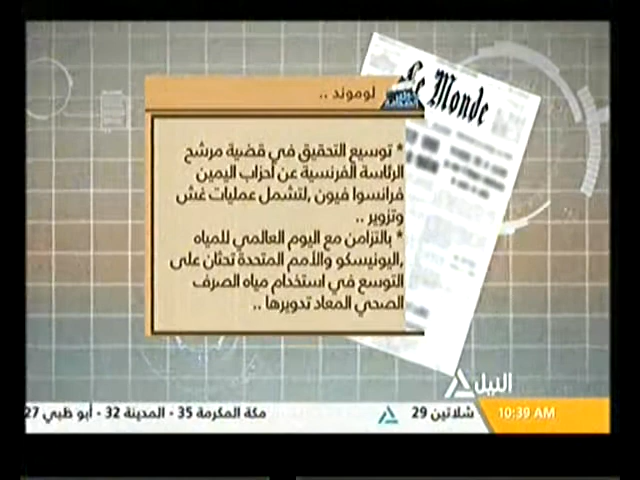 Le Monde
لوموند ..
* توسيع التحقيق في قضية مرشح
الرئاسة الفرنسية عن أحزاب اليمين
فرانسوا فيون ,لتشمل عمليات غش
وتزوير ..
* بالتزامن مع اليوم العالمي للمياه
,اليونيسكو والأمم المتحدة تحثان على
التوسع في استخدام مياه الصرف
الصحي المعاد تدويرها ..
النيل
10:39 AM
شلاتين 29
مكة المكرمة 35 - المدينة 32 - أبو ظبي 27